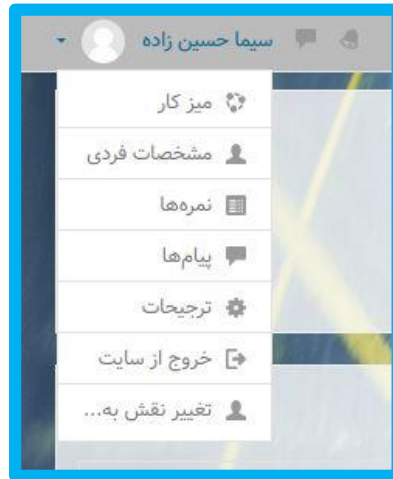 سیما حسین زاده
میز کار
مشخصات فردی
نمره‌ها
پیام‌ها
ترجیحات
خروج از سایت
تغییر نقش به...